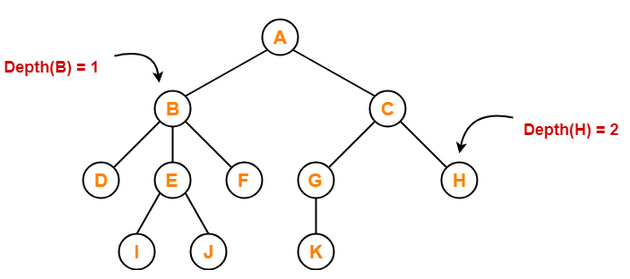 A
Depth(B) = 1
B
C
Depth(H) = 2
D
E
F
G
H
I
J
K